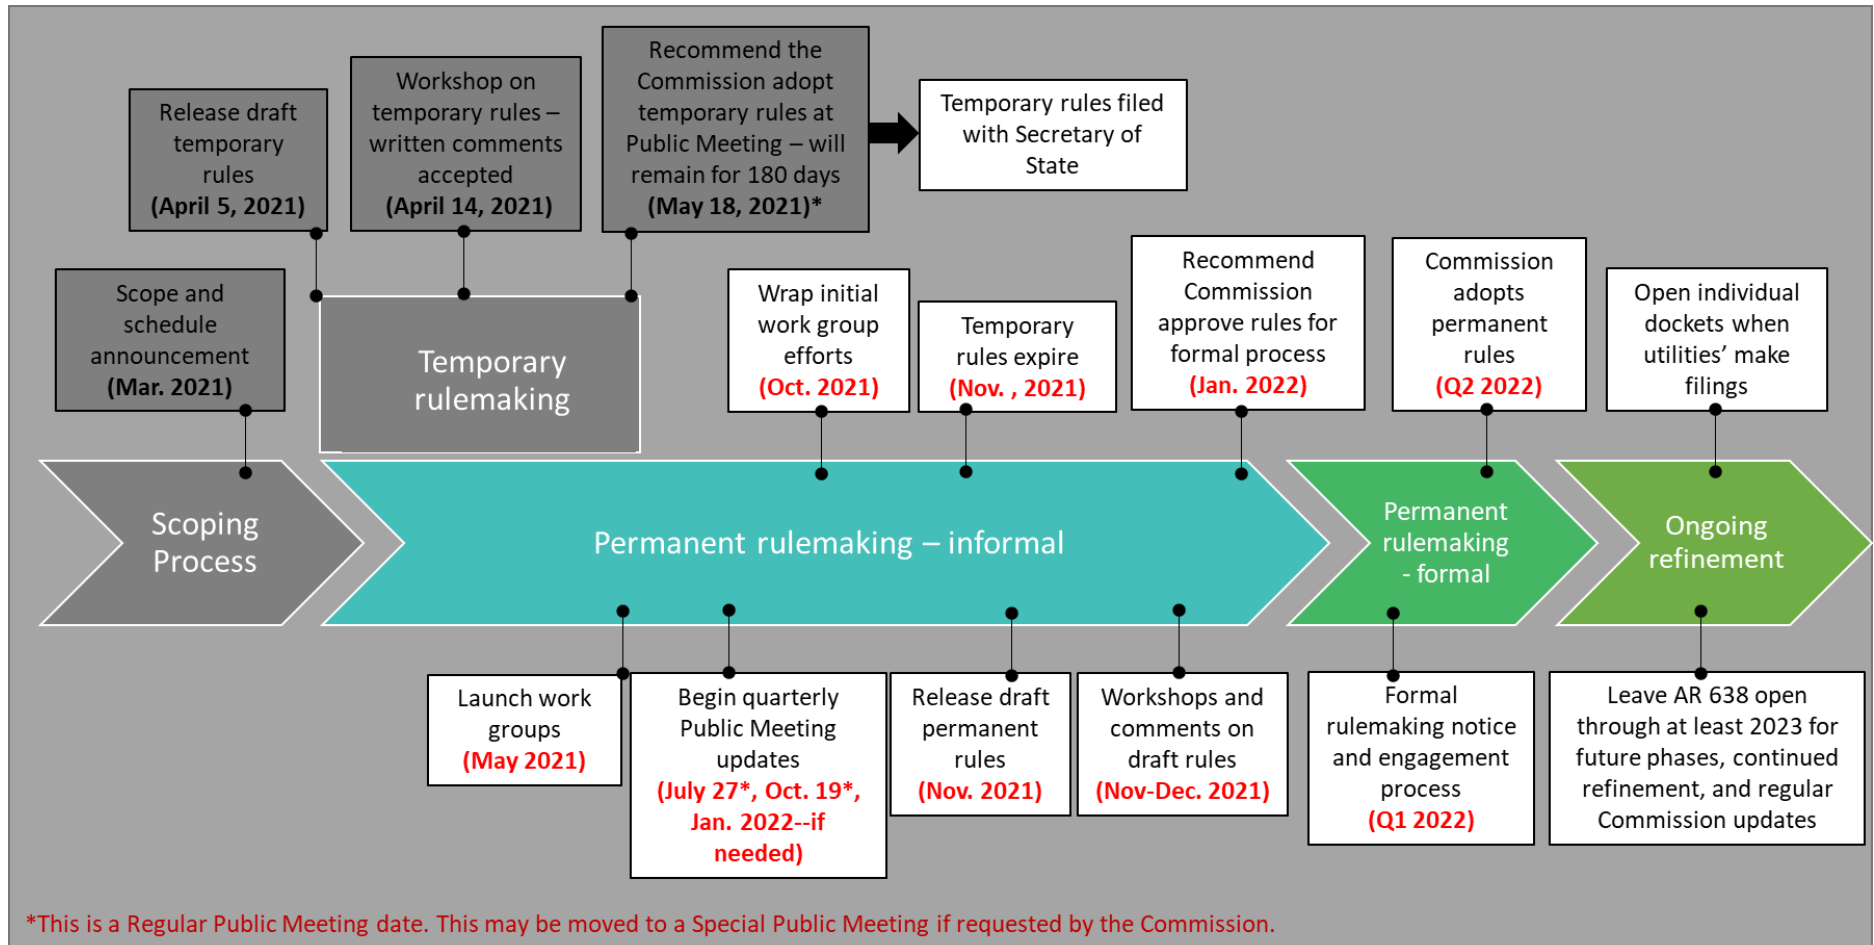 Release draft
temporary
rules
(April 5, 2021)
Workshop on
temporary rules –
written comments
accepted
(April 14, 2021)
Recommend the
Commission adopt
temporary rules at
Public Meeting – will
remain for 180 days
(May 18, 2021)*
Temporary rules filed
with Secretary of
State
Scope and
schedule
announcement
(Mar. 2021)
Temporary
rulemaking
Wrap initial
work group
efforts
(Oct. 2021)
Temporary
rules expire
(Nov. , 2021)
Recommend
Commission
approve rules for
formal process
(Jan. 2022)
Commission
adopts
permanent
rules
(Q2 2022)
Open individual
dockets when
utilities’ make
filings
Scoping
Process
Permanent rulemaking – informal
Permanent
rulemaking
- formal
Ongoing
refinement
Launch work
groups
(May 2021)
Begin quarterly
Public Meeting
updates
(July 27*, Oct. 19*,
Jan. 2022--if
needed)
Release draft
permanent
rules
(Nov. 2021)
Workshops and
comments on
draft rules
(Nov-Dec. 2021)
Formal
rulemaking notice
and engagement
process
(Q1 2022)
Leave AR 638 open
through at least 2023 for
future phases, continued
refinement, and regular
Commission updates
*This is a Regular Public Meeting date. This may be moved to a Special Public Meeting if requested by the Commission.